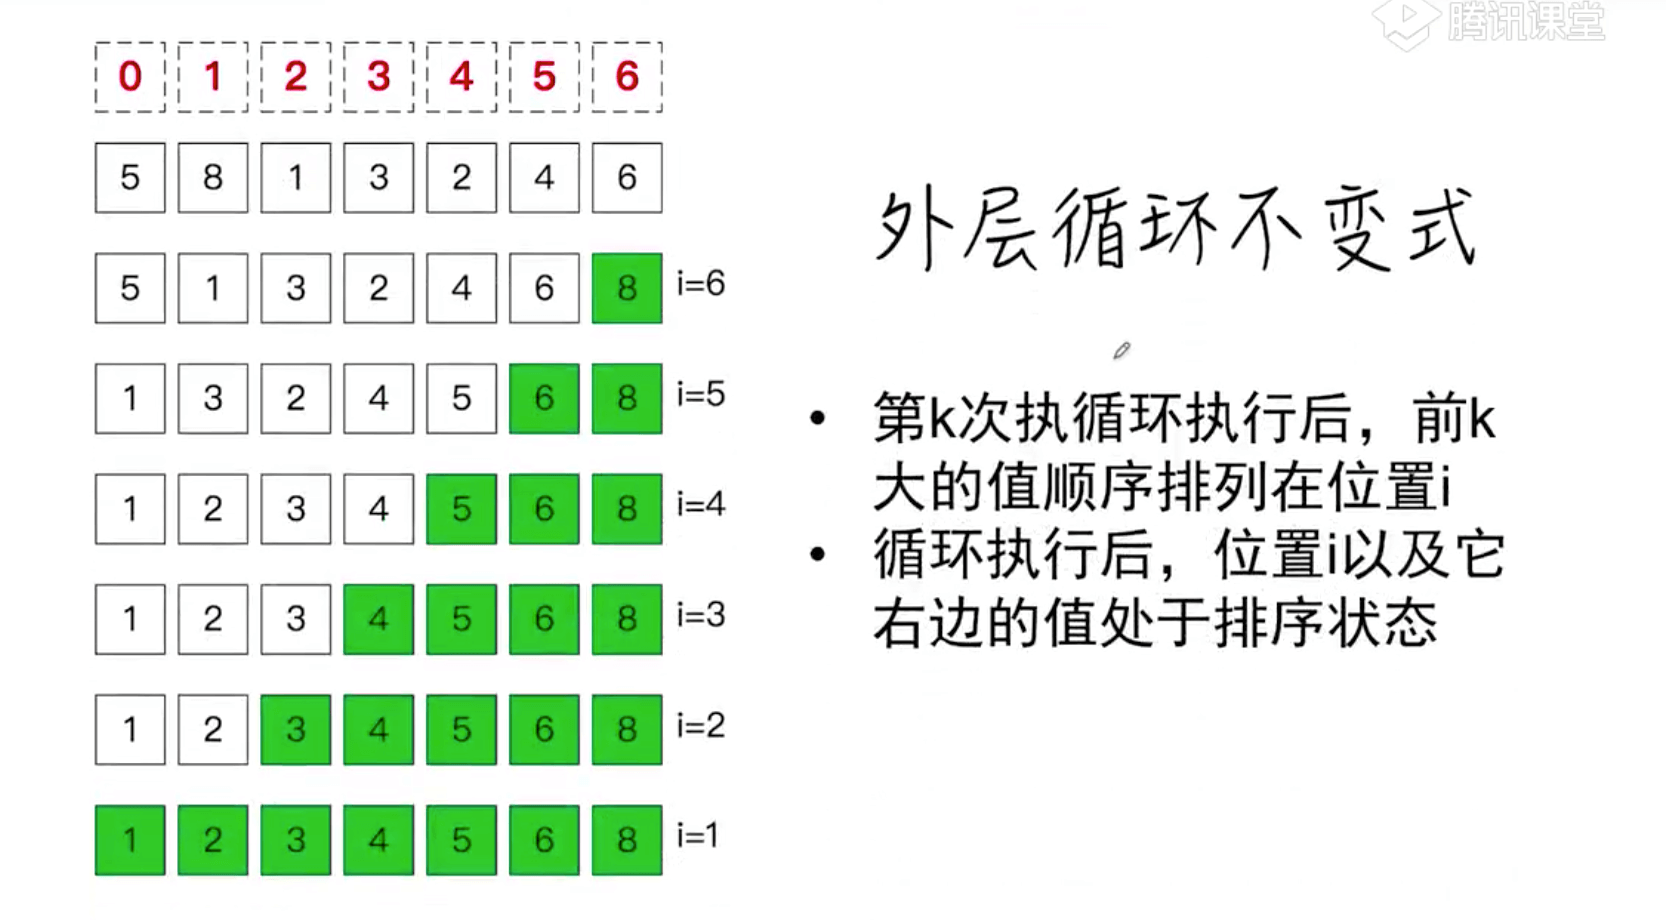 腾讯课堂
0 1 2 3 4 5 6
5 8 1 3 2 4 6
5 1 3 2 4 6 8 i=6
1 3 2 4 5 6 8 i=5
1 2 3 4 5 6 8 i=4
1 2 3 4 5 6 8 i=3
1 2 3 4 5 6 8 i=2
1 2 3 4 5 6 8 i=1
外层循环不变式
• 第k次执循环执行后，前k
大的值顺序排列在位置i
• 循环执行后，位置i以及它
右边的值处于排序状态